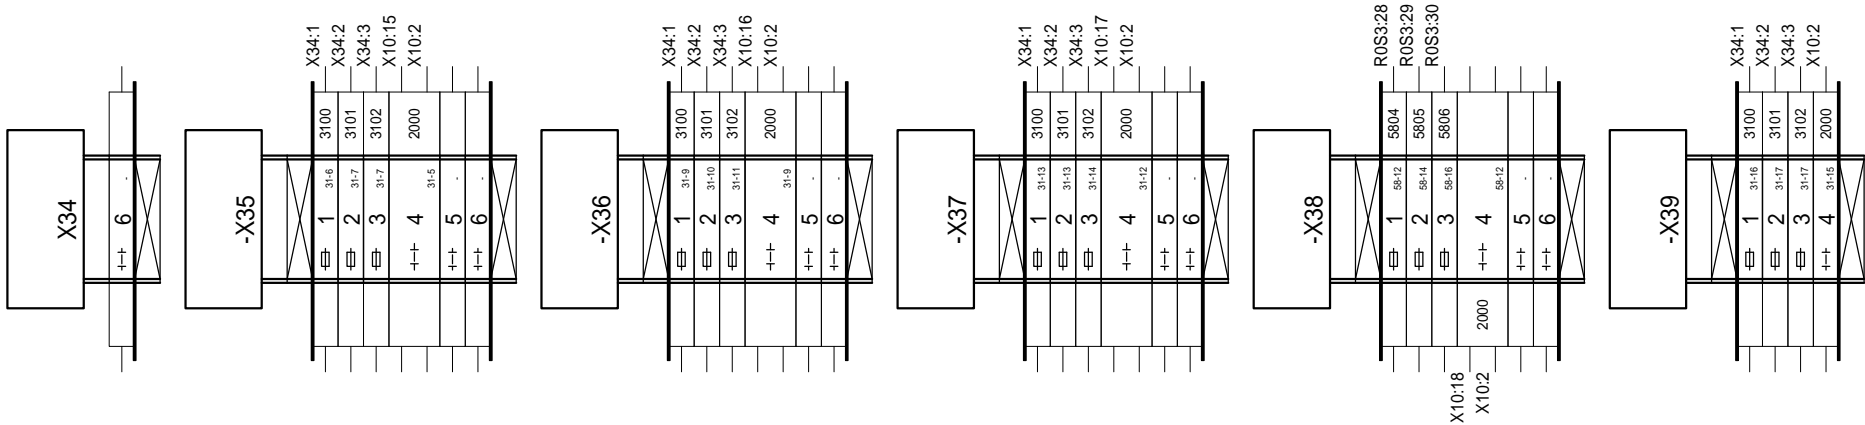 X34
6
-
-X35
X34:1
X34:2
X34:3
X10:15
X10:2
3100
3101
3102
2000
31-6
31-7
31-7
31-5
-
-
1
2
3
4
5
6
-X36
X34:1
X34:2
X34:3
X10:16
X10:2
3100
3101
3102
2000
31-9
31-10
31-11
31-9
-
-
1
2
3
4
5
6
-X37
X34:1
X34:2
X34:3
X10:17
X10:2
3100
3101
3102
2000
31-13
31-13
31-14
31-12
-
-
1
2
3
4
5
6
-X38
R0S3:28
R0S3:29
R0S3:30
5804
5805
5806
58-12
58-14
58-16
58-12
-
-
1
2
3
4
5
6
2000
X10:18
X10:2
-X39
X34:1
X34:2
X34:3
X10:2
3100
3101
3102
2000
31-16
31-17
31-17
31-15
1
2
3
4